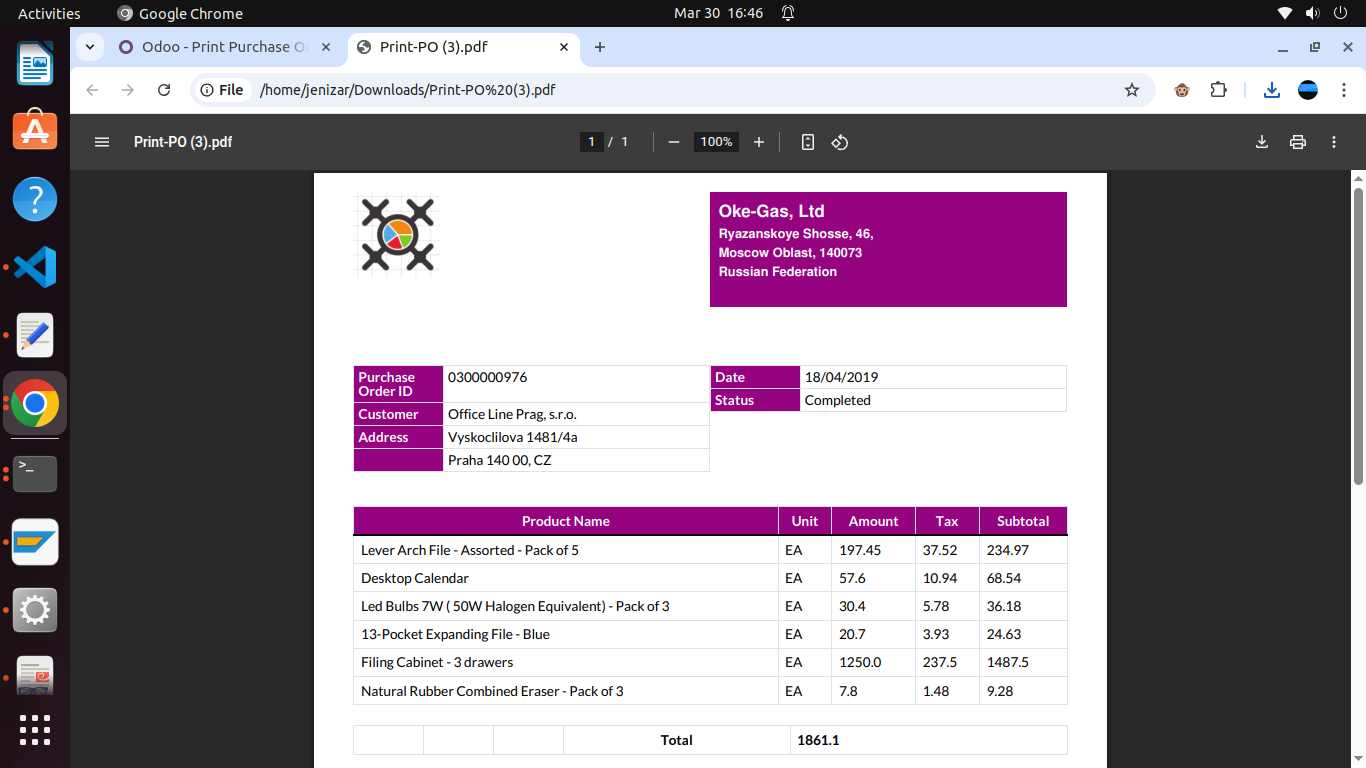 Activities
Google Chrome
Mar 30 16:46
Odoo - Print Purchase O
Print-PO (3).pdf
File
/home/jenizar/Downloads/Print-PO%20(3).pdf
Print-PO (3).pdf
1 / 1
100%
Oke-Gas, Ltd
Ryazanskoye Shosse, 46,
Moscow Oblast, 140073
Russian Federation
Purchase Order ID 0300000976
Customer Office Line Prag, s.r.o.
Address Vyskoclilova 1481/4a
Praha 140 00, CZ
Date 18/04/2019
Status Completed
Product Name Unit Amount Tax Subtotal
Lever Arch File - Assorted - Pack of 5 EA 197.45 37.52 234.97
Desktop Calendar EA 57.6 10.94 68.54
Led Bulbs 7W ( 50W Halogen Equivalent) - Pack of 3 EA 30.4 5.78 36.18
13-Pocket Expanding File - Blue EA 20.7 3.93 24.63
Filing Cabinet - 3 drawers EA 1250.0 237.5 1487.5
Natural Rubber Combined Eraser - Pack of 3 EA 7.8 1.48 9.28
Total 1861.1